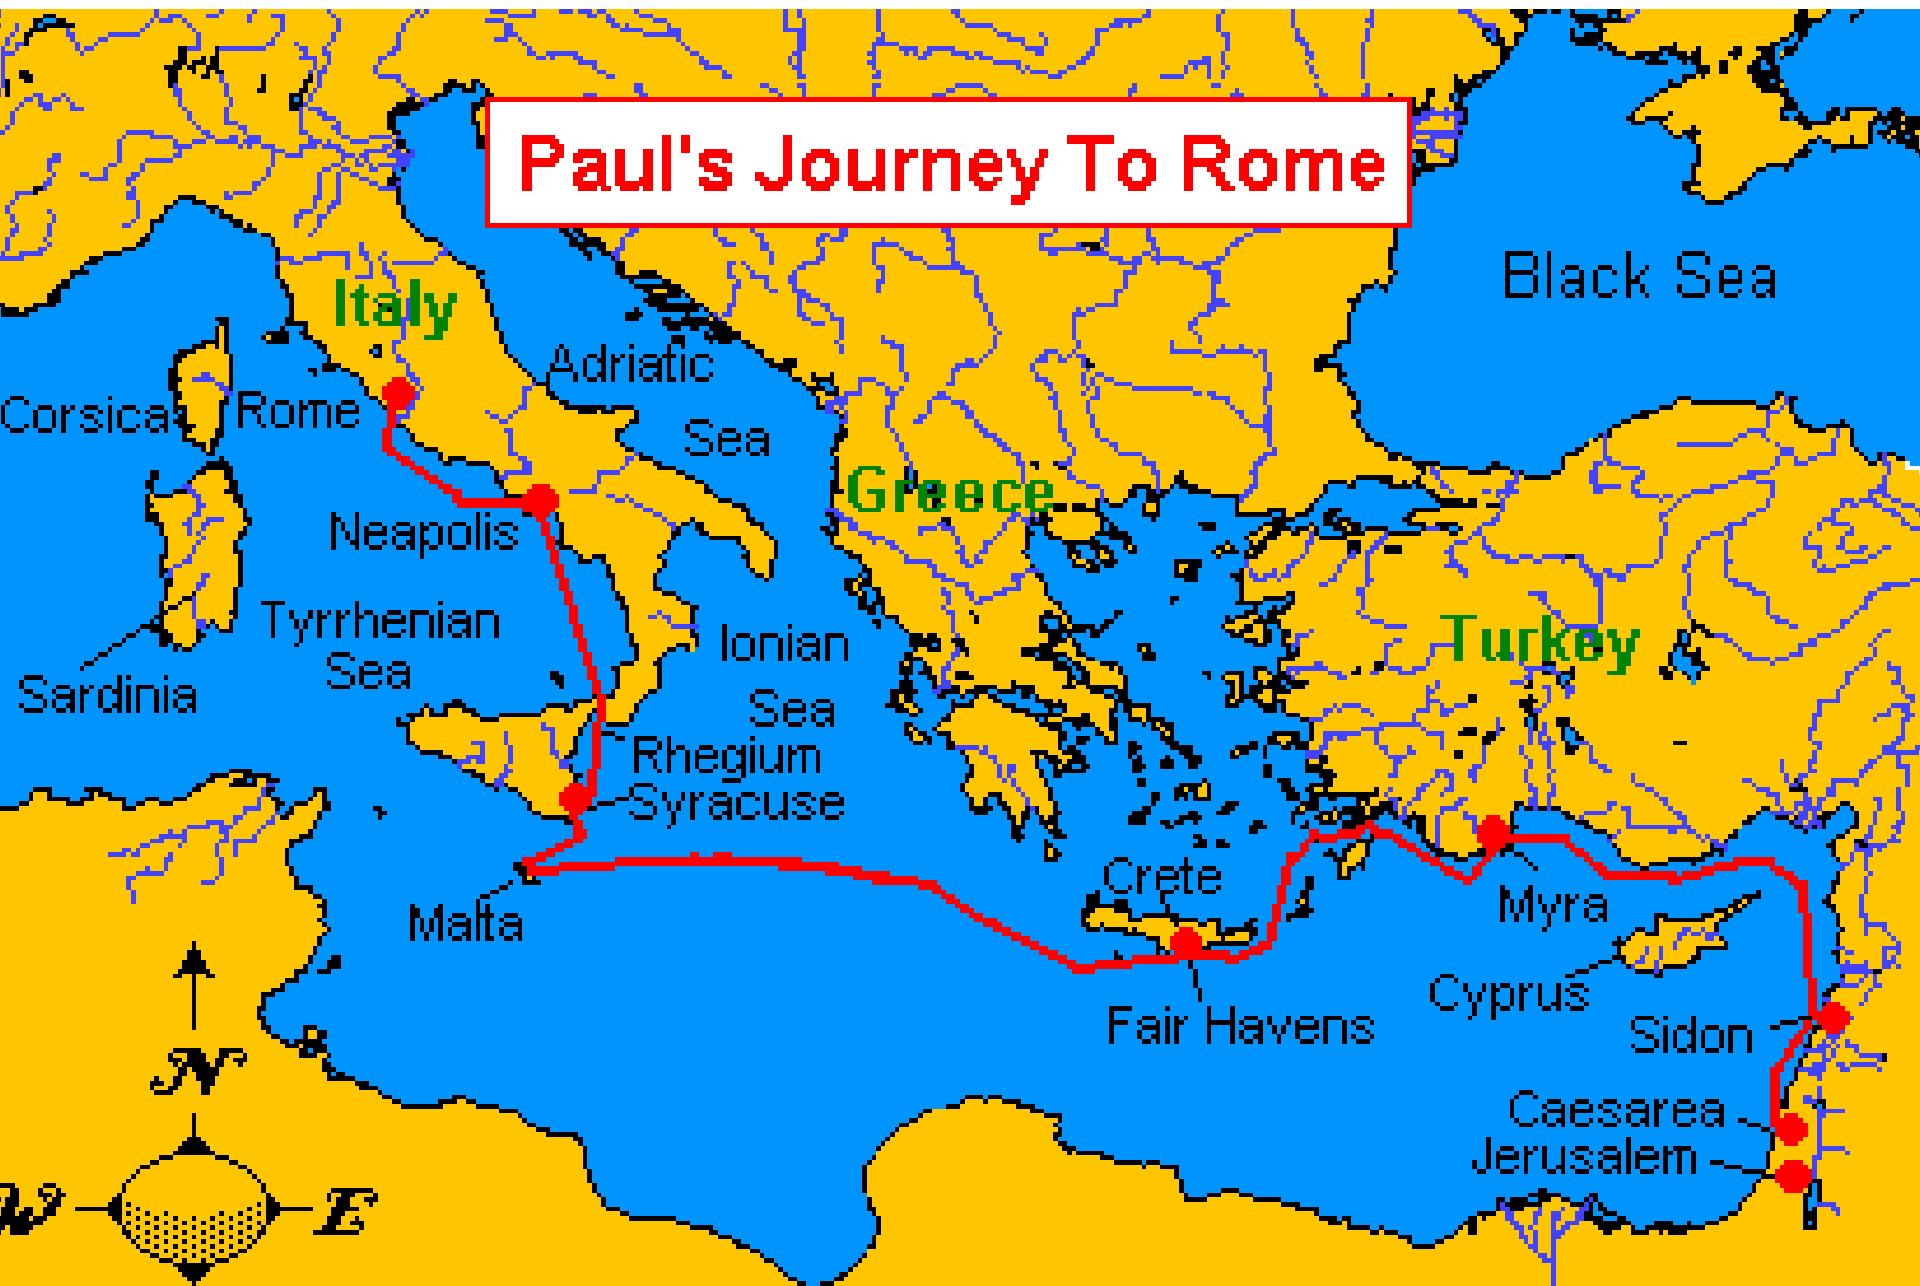 Paul's Journey To Rome
Black Sea
Italy
Adriatic
Sea
Corsica
Rome
Greece
Neapolis
Tyrrhenian
Sea
Ionian
Sea
Turkey
Sardinia
Rhegium
Syracuse
Crete
Malta
Myra
Cyprus
Fair Havens
Sidon
N
Caesarea
Jerusalem
W
E